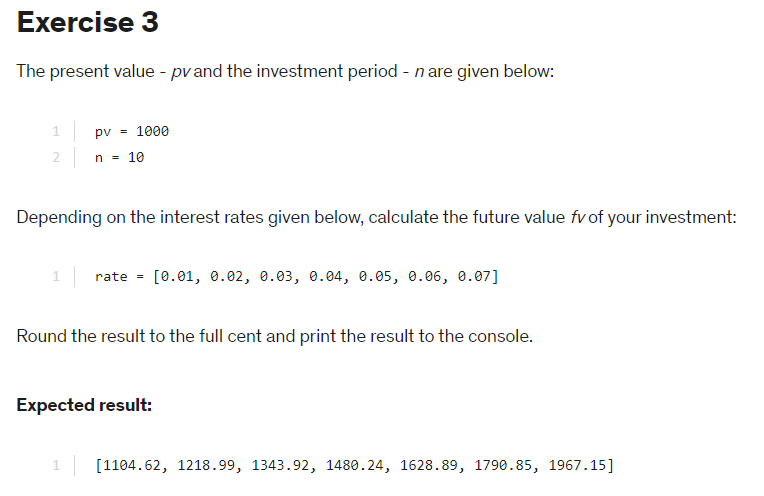 Exercise 3
The present value - pv and the investment period - n are given below:
1 pv = 1000
2 n = 10
Depending on the interest rates given below, calculate the future value fv of your investment:
1 rate = [0.01, 0.02, 0.03, 0.04, 0.05, 0.06, 0.07]
Round the result to the full cent and print the result to the console.
Expected result:
1 [1104.62, 1218.99, 1343.92, 1480.24, 1628.89, 1790.85, 1967.15]